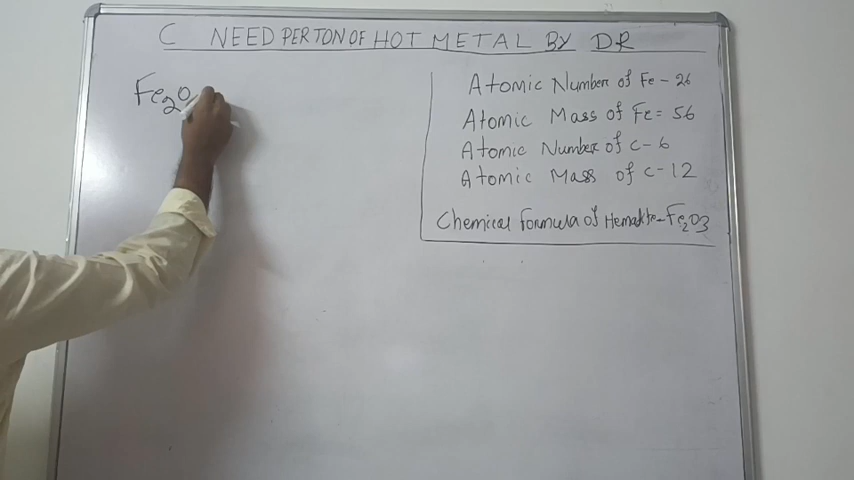 C NEED PER TON OF HOT METAL BY DR
Fe2O
Atomic Number of Fe - 26
Atomic Mass of Fe = 56
Atomic Number of C - 6
Atomic Mass of C - 12
Chemical formula of Hematite - Fe2O3